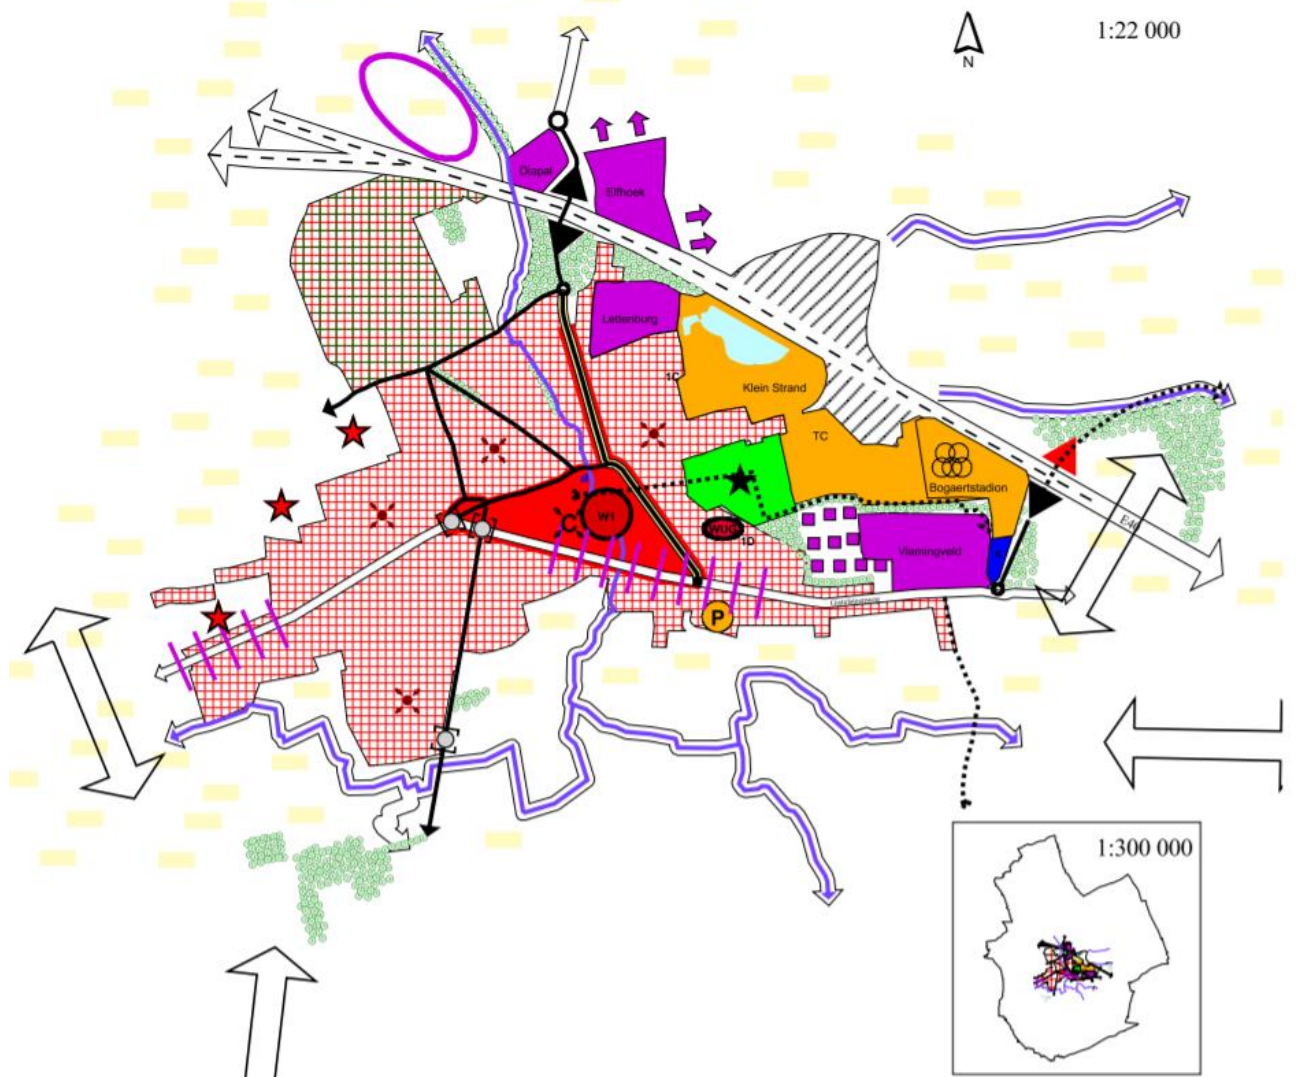 1:22 000
N
Diapal
Elfhoek
Lettenburg
1C
Klein Strand
TC
Bogaertstadion
3
C
W1
WUG
1D
Vlamingveld
E40
P
1:300 000